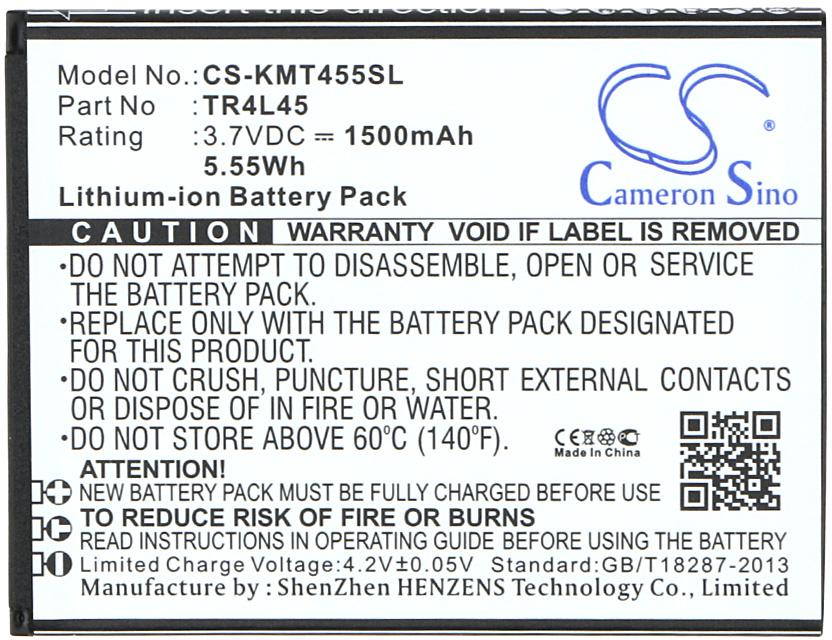 Insert this side
Model No.: CS-KMT455SL
Part No : TR4L45
Rating : 3.7VDC ⎓ 1500mAh
5.55Wh
Lithium-ion Battery Pack
Cameron Sino
®
CAUTION WARRANTY VOID IF LABEL IS REMOVED
·DO NOT ATTEMPT TO DISASSEMBLE, OPEN OR SERVICE
THE BATTERY PACK.
·REPLACE ONLY WITH THE BATTERY PACK DESIGNATED
FOR THIS PRODUCT.
·DO NOT CRUSH, PUNCTURE, SHORT EXTERNAL CONTACTS
OR DISPOSE OF IN FIRE OR WATER.
·DO NOT STORE ABOVE 60°C (140°F).
CE
Made In China
ATTENTION!
NEW BATTERY PACK MUST BE FULLY CHARGED BEFORE USE
TO REDUCE RISK OF FIRE OR BURNS
READ INSTRUCTIONS IN OPERATING GUIDE BEFORE USING THE BATTERY
Limited Charge Voltage:4.2V±0.05V Standard:GB/T18287-2013
Manufacture by : ShenZhen HENZENS Technology Co., Ltd.
+
C
-